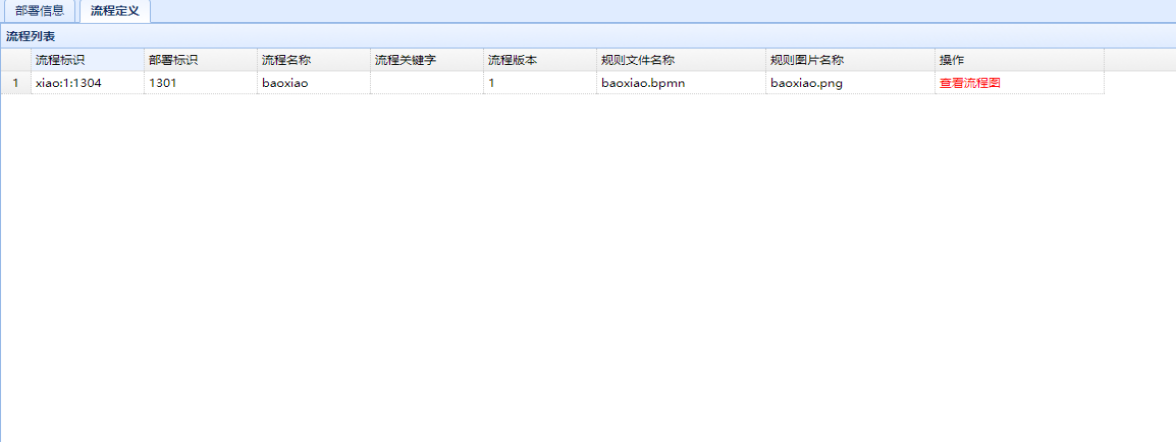 部署信息 流程定义
流程列表
流程标识 部署标识 流程名称 流程关键字 流程版本 规则文件名称 规则图片名称 操作
1 xiao:1:1304 1301 baoxiao 1 baoxiao.bpmn baoxiao.png 查看流程图